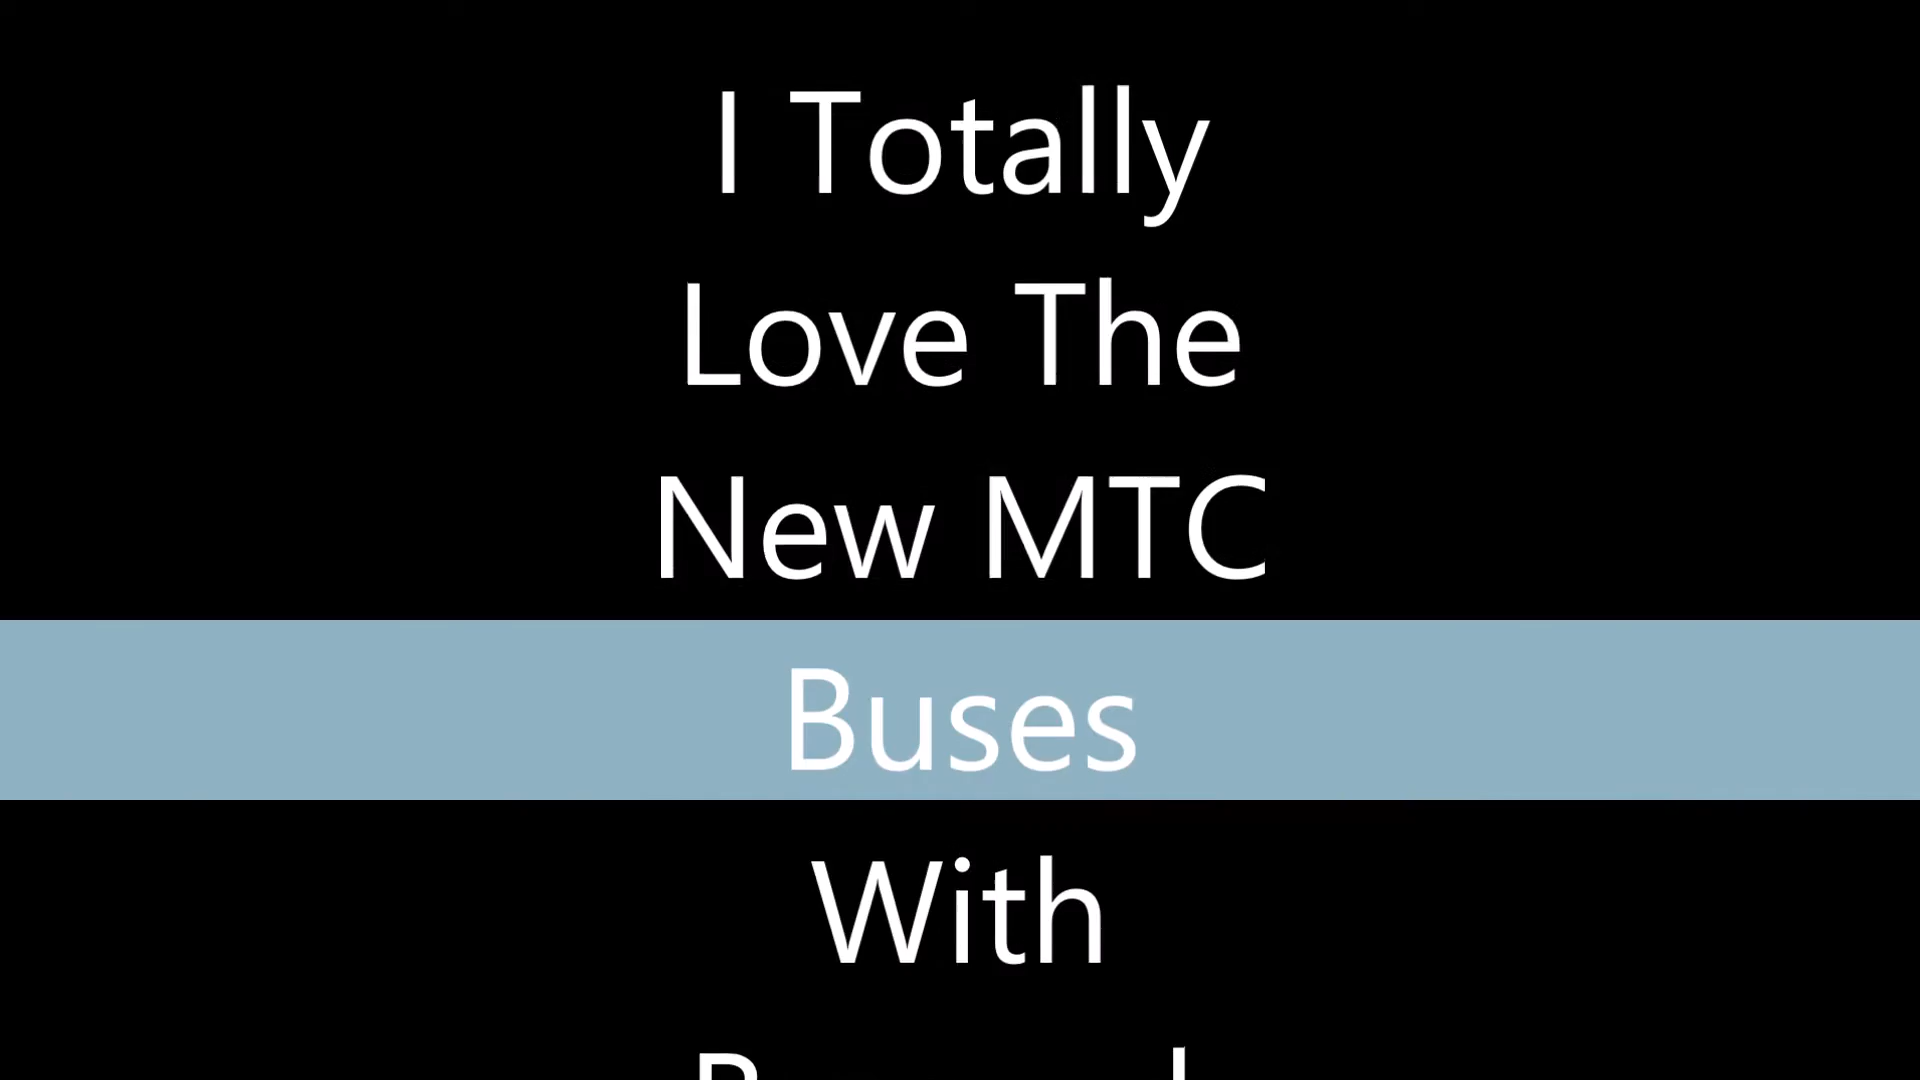 I Totally
Love The
New MTC
Buses
With